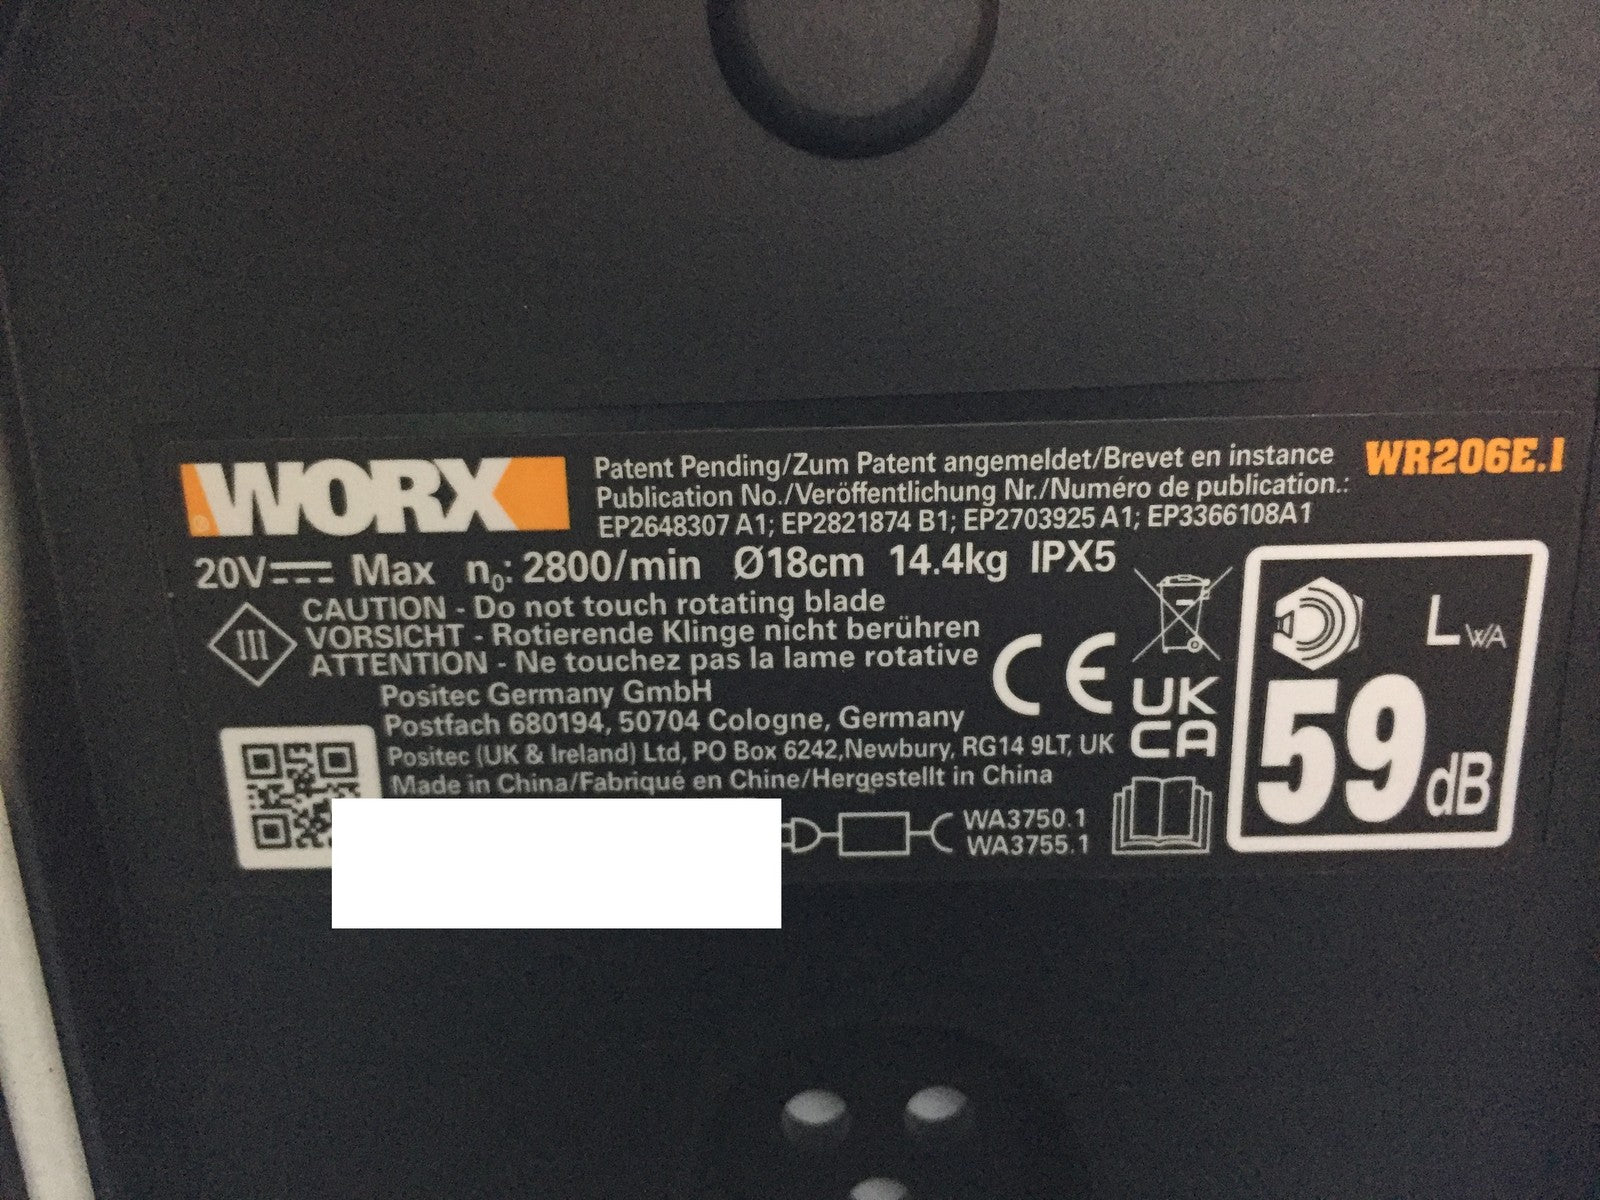 WORX
Patent Pending/Zum Patent angemeldet/Brevet en instance
WR206E.1
Publication No./Veröffentlichung Nr./Numéro de publication.:
EP2648307 A1; EP2821874 B1; EP2703925 A1; EP3366108A1
20V Max n0: 2800/min Ø18cm 14.4kg IPX5
III
CAUTION - Do not touch rotating blade
VORSICHT - Rotierende Klinge nicht berühren
ATTENTION - Ne touchez pas la lame rotative
Positec Germany GmbH
Postfach 680194, 50704 Cologne, Germany
Positec (UK & Ireland) Ltd, PO Box 6242,Newbury, RG14 9LT, UK
Made in China/Fabriqué en Chine/Hergestellt in China
WA3750.1
WA3755.1
CE
UK
CA
LWA
59dB